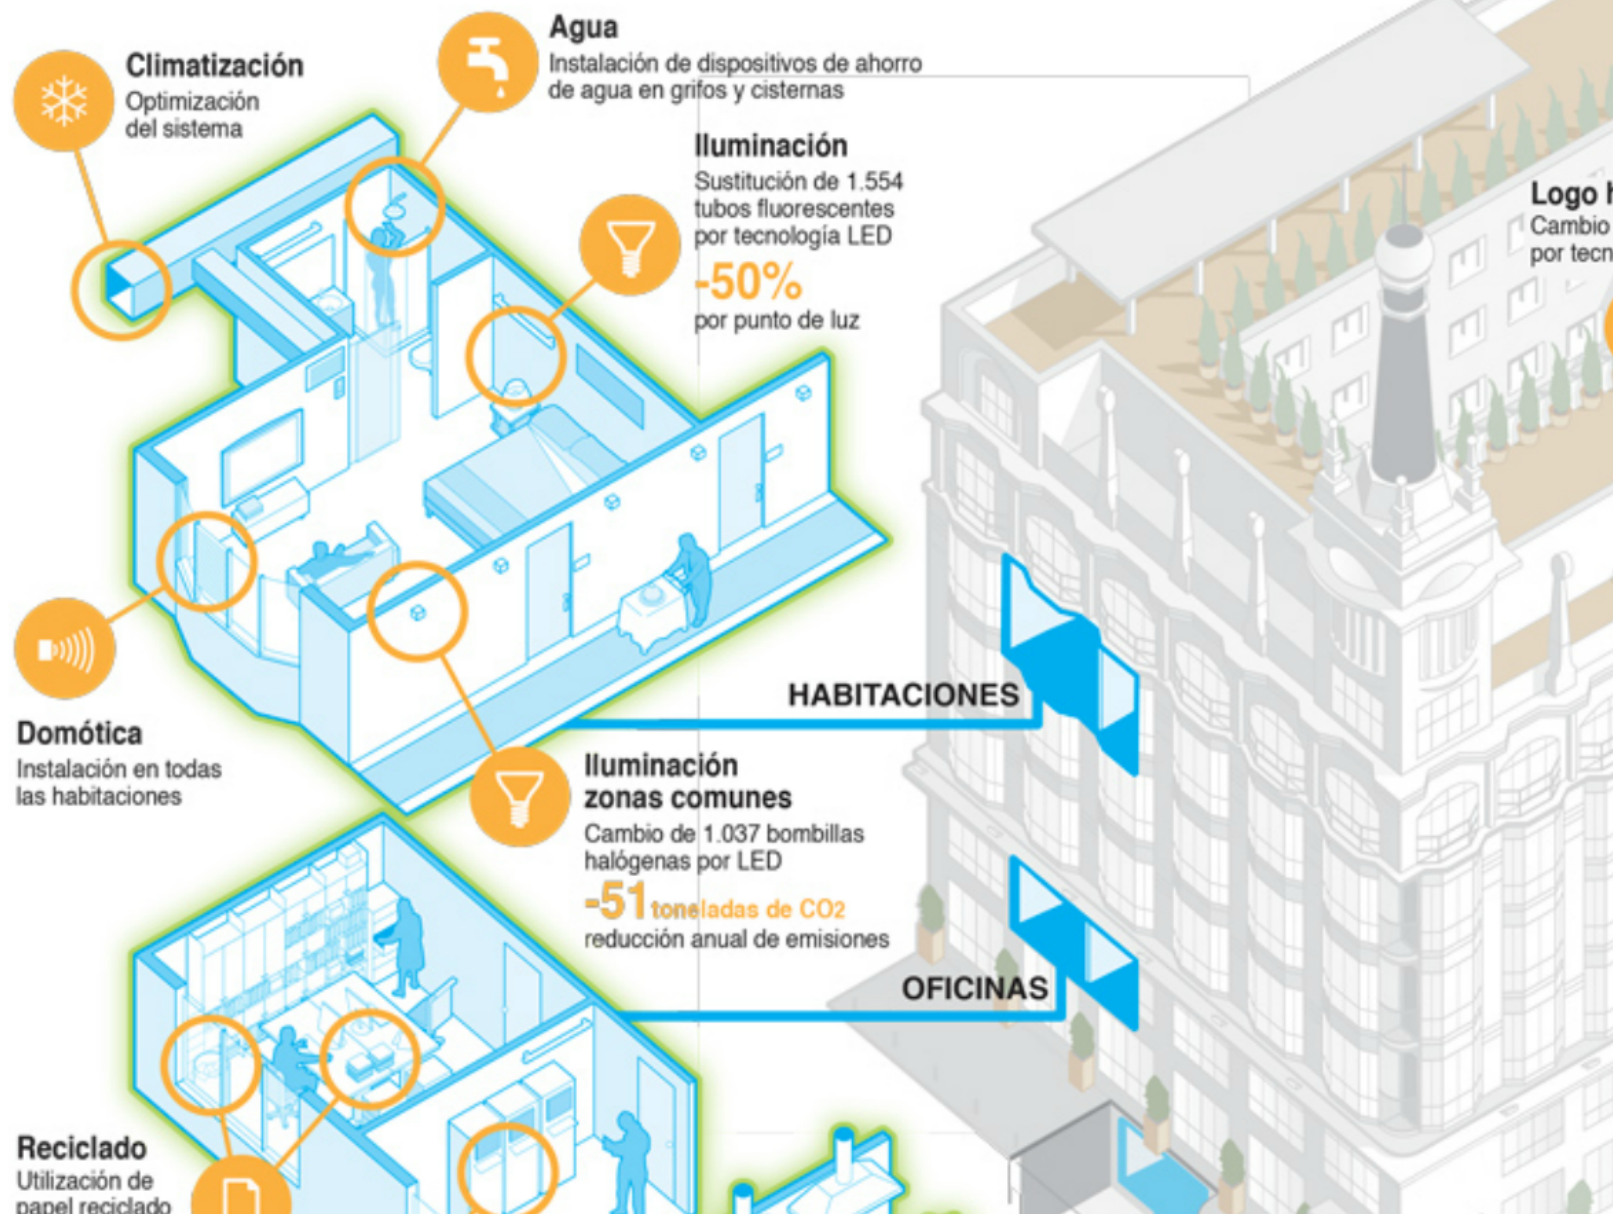 Climatización
Optimización
del sistema
Agua
Instalación de dispositivos de ahorro
de agua en grifos y cisternas
Iluminación
Sustitución de 1.554
tubos fluorescentes
por tecnología LED
-50%
por punto de luz
Logo
Cambio
por
Domótica
Instalación en todas
las habitaciones
HABITACIONES
Iluminación
zonas comunes
Cambio de 1.037 bombillas
halógenas por LED
-51 toneladas de CO2
reducción anual de emisiones
OFICINAS
Reciclado
Utilización de
papel reciclado